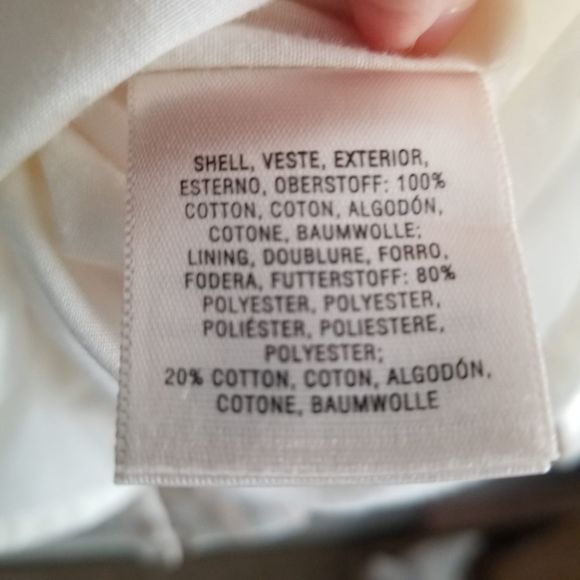 SHELL, VESTE, EXTERIOR,
ESTERNO, OBERSTOFF: 100%
COTTON, COTON, ALGODÓN,
COTONE, BAUMWOLLE;
LINING, DOUBLURE, FORRO,
FODERA, FUTTERSTOFF: 80%
POLYESTER, POLYESTER,
POLIÉSTER, POLIESTERE,
POLYESTER;
20% COTTON, COTON, ALGODÓN,
COTONE, BAUMWOLLE